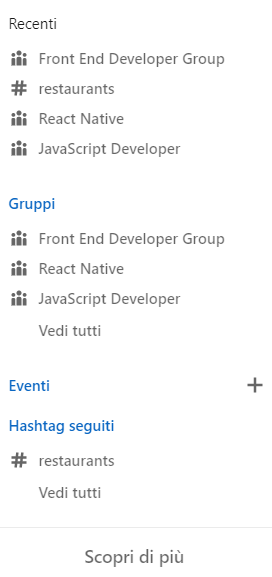 Recenti
Front End Developer Group
# restaurants
React Native
JavaScript Developer
Gruppi
Front End Developer Group
React Native
JavaScript Developer
Vedi tutti
Eventi +
Hashtag seguiti
# restaurants
Vedi tutti
Scopri di più